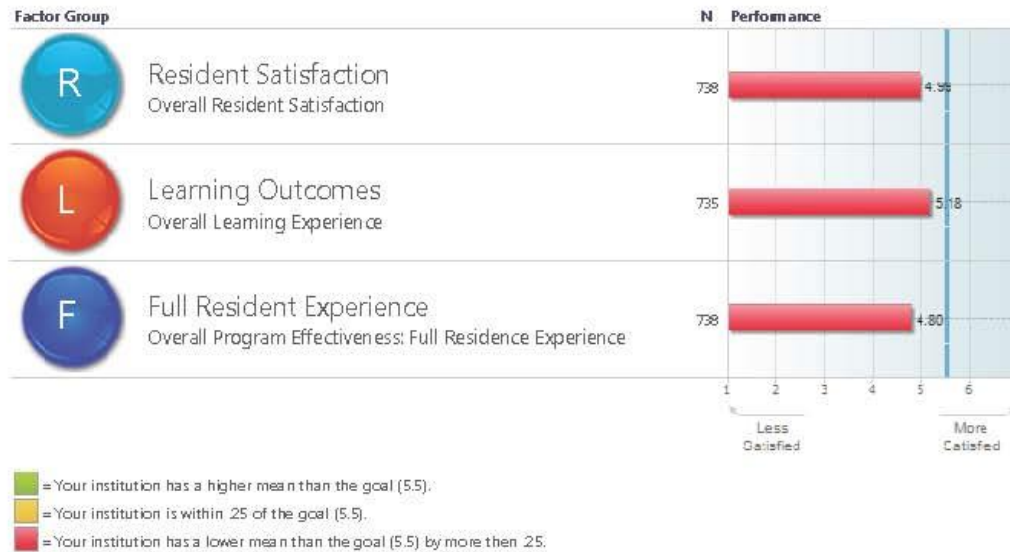 Factor Group N Performance
R Resident Satisfaction
Overall Resident Satisfaction
738
L Learning Outcomes
Overall Learning Experience
735 5.18
F Full Resident Experience
Overall Program Effectiveness: Full Residence Experience
738 4.80
1 2 3 4 5 6
Less More
Satisfied Satisfied
= Your institution has a higher mean than the goal (5.5).
= Your institution is within .25 of the goal (5.5).
= Your institution has a lower mean than the goal (5.5) by more then .25.